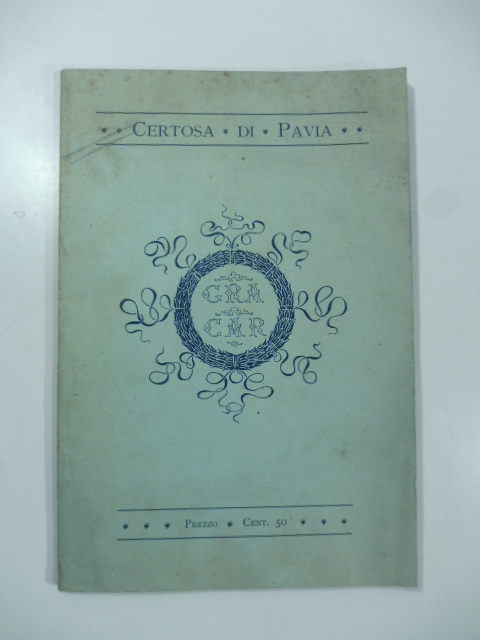 CERTOSA • DI • PAVIA
GRA
CAR
PREZZO • CENT. 50